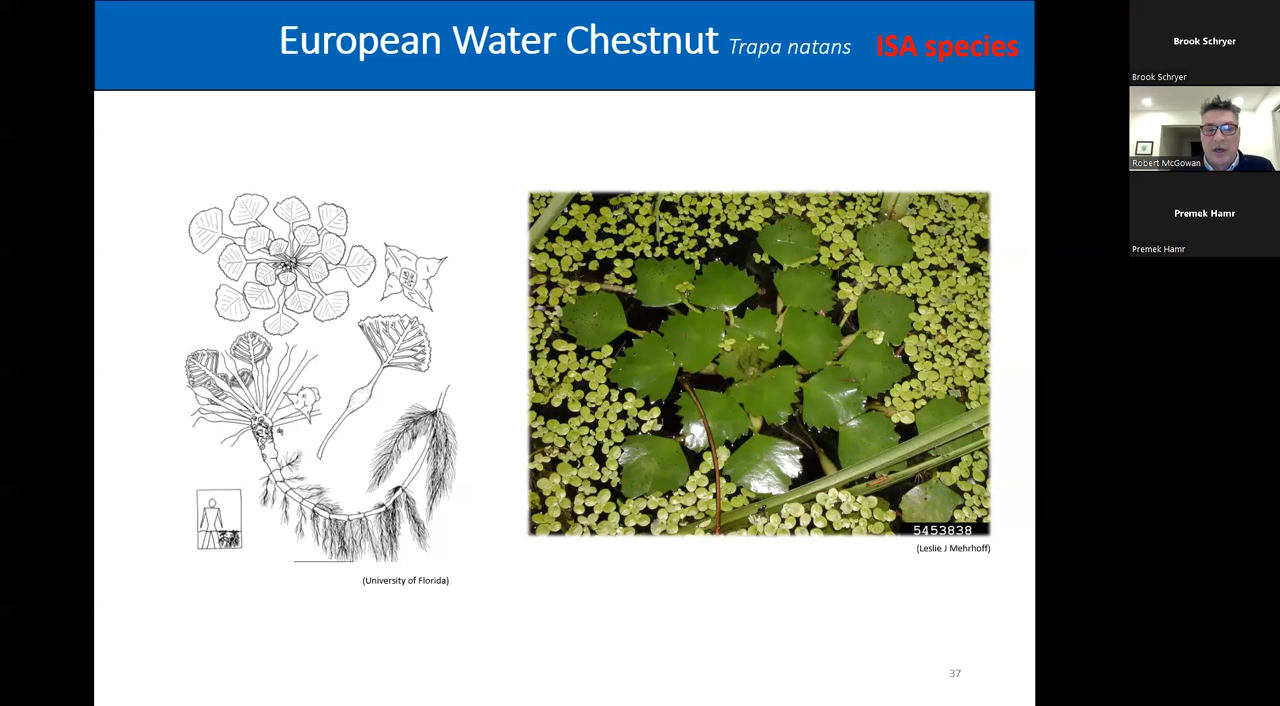 European Water Chestnut Trapa natans ISA species
(University of Florida)
5453838
(Leslie J Mehrhoff)
37
Brook Schryer
Brook Schryer
Robert McGowan
Premek Hamr
Premek Hamr